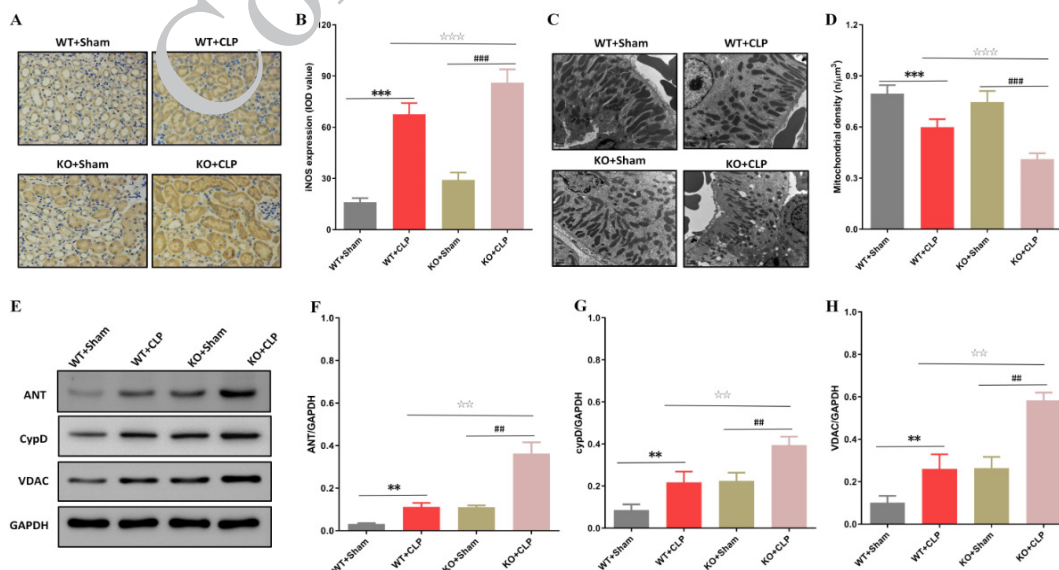 A
WT+Sham
WT+CLP
KO+Sham
KO+CLP
B
iNOS expression (IOD value)
120
90
60
30
0
***
###
☆☆☆
WT+Sham
WT+CLP
KO+Sham
KO+CLP
C
WT+Sham
WT+CLP
KO+Sham
KO+CLP
D
Mitochondrial density (n/μm³)
1.2
0.9
0.6
0.3
0.0
***
###
☆☆☆
WT+Sham
WT+CLP
KO+Sham
KO+CLP
E
WT+Sham
WT+CLP
KO+Sham
KO+CLP
ANT
CypD
VDAC
GAPDH
F
ANT/GAPDH
1.0
0.8
0.6
0.4
0.2
0.0
**
##
☆☆
WT+Sham
WT+CLP
KO+Sham
KO+CLP
G
cypD/GAPDH
1.0
0.8
0.6
0.4
0.2
0.0
**
##
☆☆
WT+Sham
WT+CLP
KO+Sham
KO+CLP
H
VDAC/GAPDH
1.0
0.8
0.6
0.4
0.2
0.0
**
##
☆☆
WT+Sham
WT+CLP
KO+Sham
KO+CLP